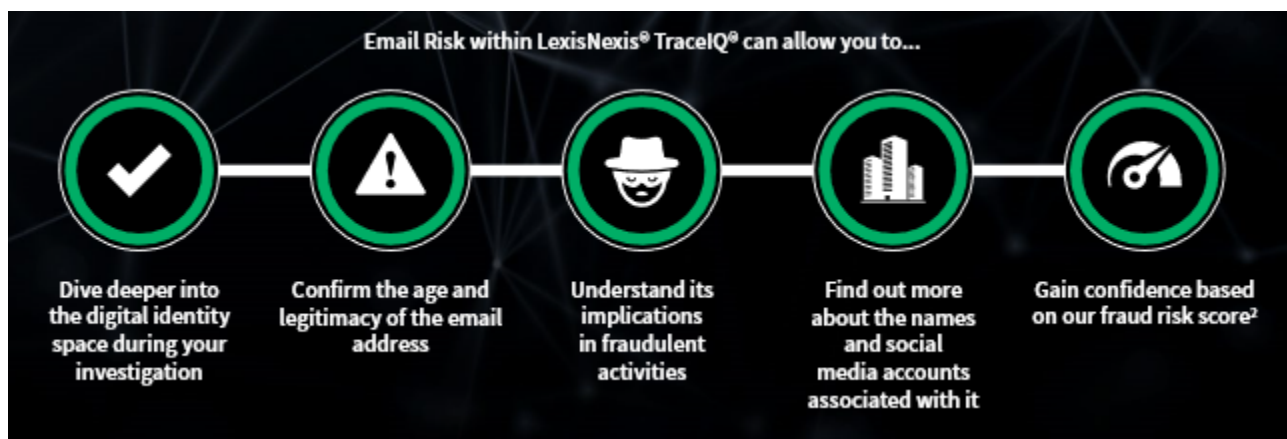 Email Risk within LexisNexis® TraceIQ® can allow you to...
Dive deeper into
the digital identity
space during your
investigation
Confirm the age and
legitimacy of the email
address
Understand its
implications
in fraudulent
activities
Find out more
about the names
and social
media accounts
associated with it
Gain confidence based
on our fraud risk score²